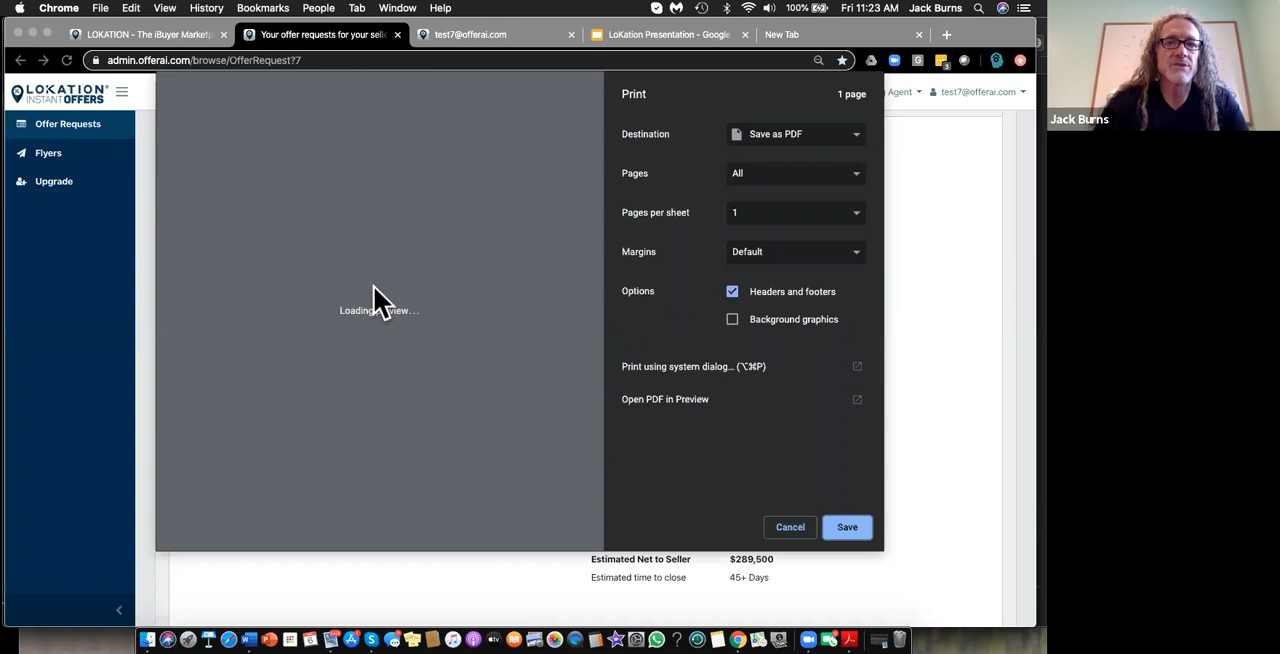 Chrome File Edit View History Bookmarks People Tab Window Help 100% Fri 11:23 AM Jack Burns
LOKATION - The iBuyer Marketp Your offer requests for your selle test7@offerai.com LoKation Presentation - Google New Tab
admin.offerai.com/browse/OfferRequest?7
LOKATION
INSTANT OFFERS
Agent test7@offerai.com
Offer Requests
Flyers
Upgrade
Print 1 page
Destination Save as PDF
Pages All
Pages per sheet 1
Margins Default
Options Headers and footers
Background graphics
Loading
Print using system dialog... (⌥⌘P)
Open PDF in Preview
Cancel Save
Estimated Net to Seller $289,500
Estimated time to close 45+ Days
Jack Burns